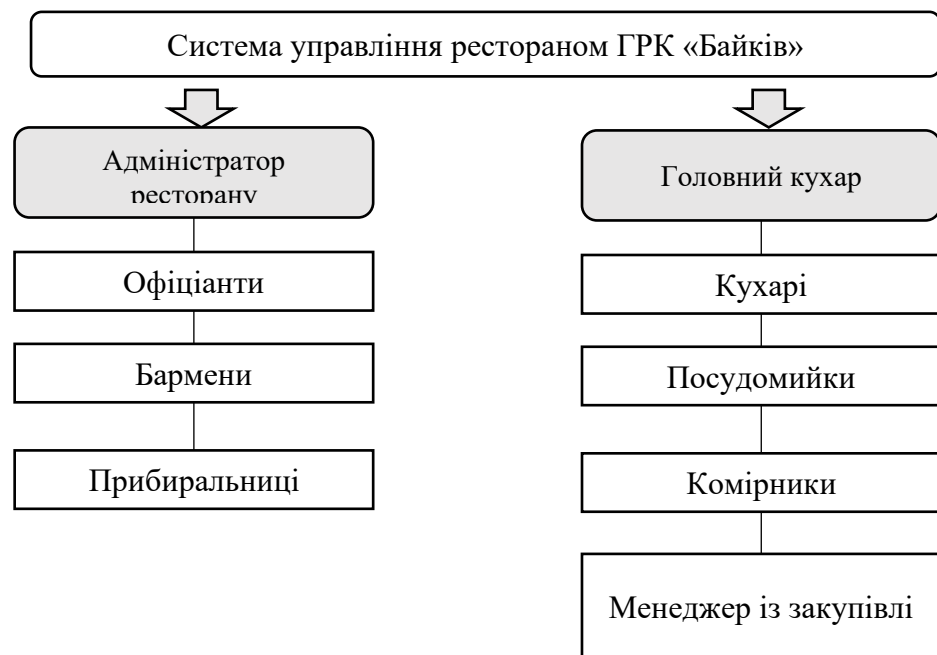 Система управління рестораном ГРК «Байків»
Адміністратор
ресторану
Головний кухар
Офіціанти
Кухарі
Бармени
Посудомийки
Прибиральниці
Комірники
Менеджер із закупівлі